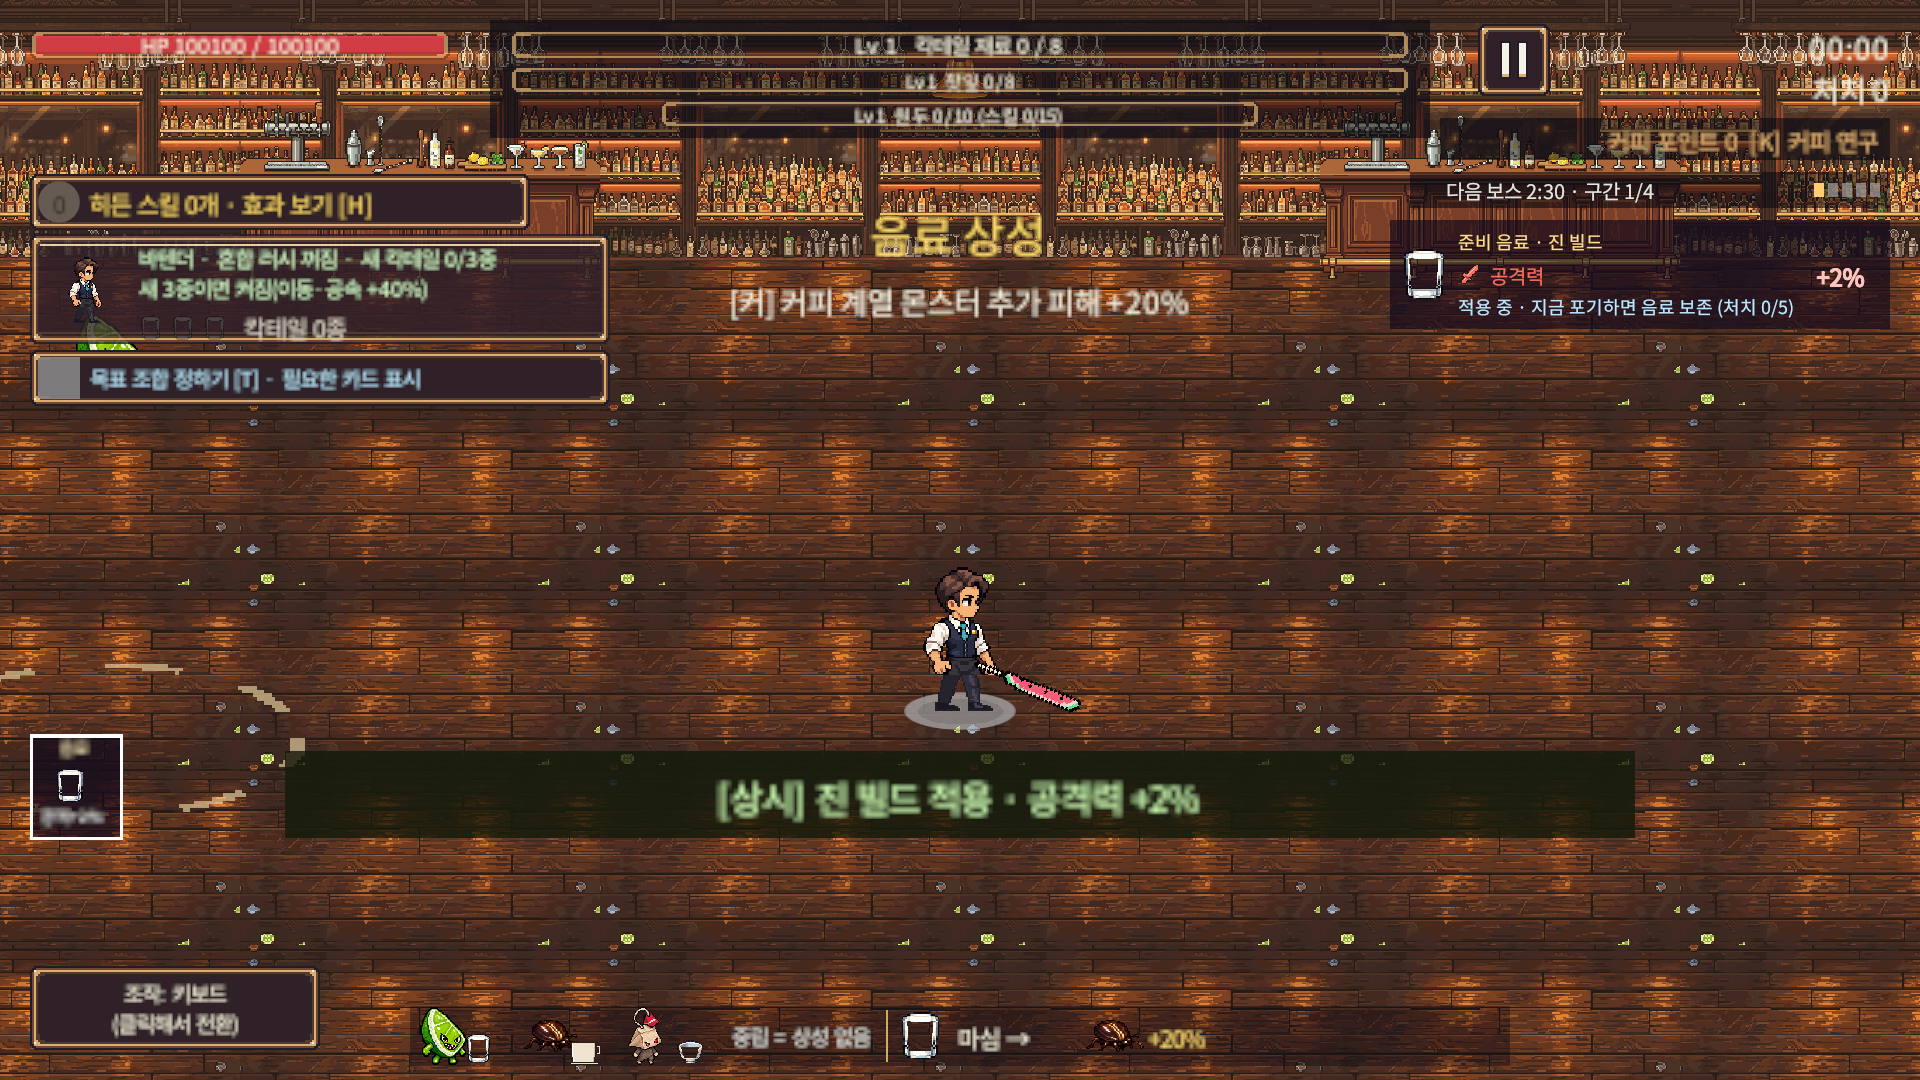 HP 100100 / 100100
Lv 1 칵테일 재료 0 / 8
Lv1 찻잎 0/8
Lv1 원두 0/10 (스킬 0/15)
00:00
처치 0
커피 포인트 0 [K] 커피 연구
다음 보스 2:30 · 구간 1/4
준비 음료 · 진 빌드
공격력 +2%
적용 중 · 지금 포기하면 음료 보존 (처치 0/5)
0 히든 스킬 0개 · 효과 보기 [H]
바텐더 - 혼합 러시 꺼짐 - 새 칵테일 0/3종
새 3종이면 켜짐(이동·공속 +40%)
칵테일 0종
목표 조합 정하기 [T] - 필요한 카드 표시
음료 상성
[커] 커피 계열 몬스터 추가 피해 +20%
[상시] 진 빌드 적용 · 공격력 +2%
조작: 키보드
(클릭해서 전환)
중립 = 상성 없음
마심 → +20%